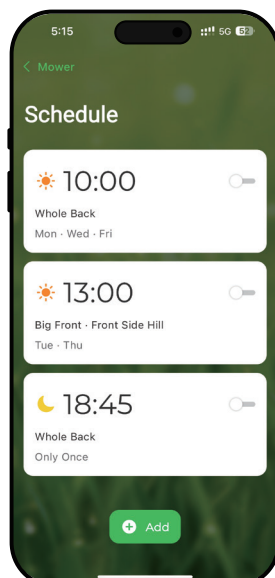 5:15
5G 52
Mower
Schedule
10:00
Whole Back
Mon · Wed · Fri
13:00
Big Front · Front Side Hill
Tue · Thu
18:45
Whole Back
Only Once
Add